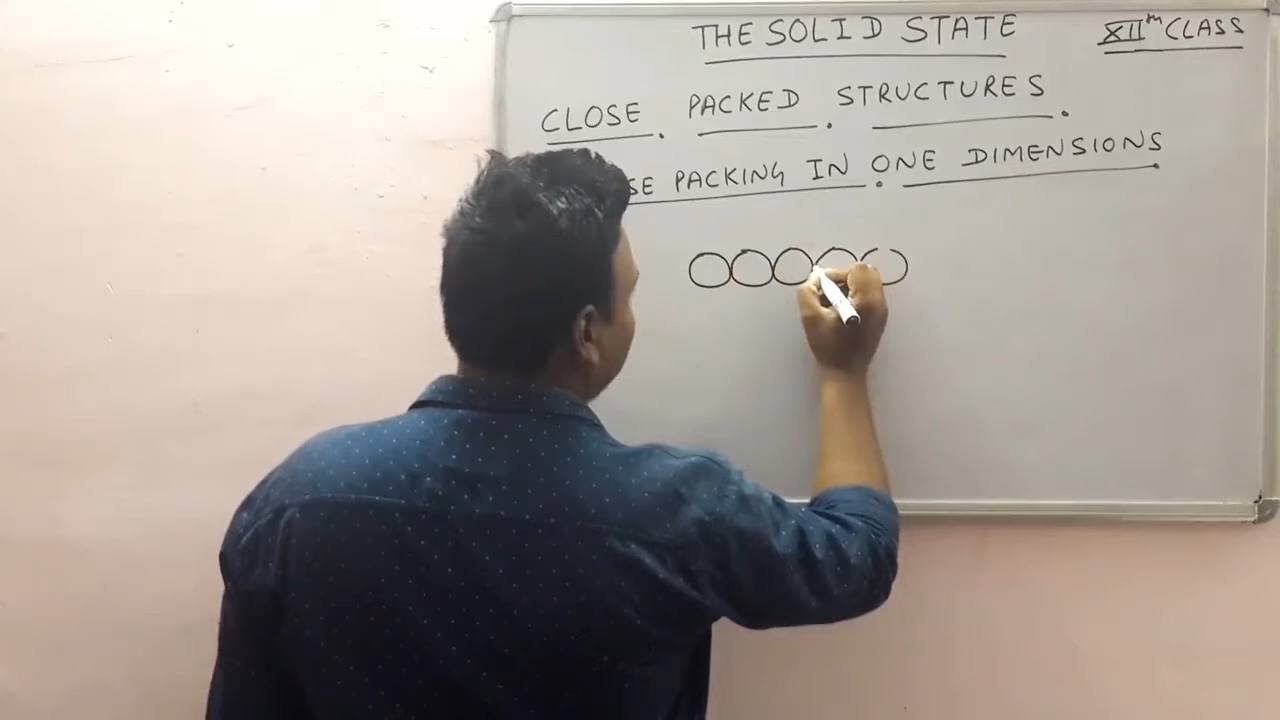 THE SOLID STATE
XIIth CLASS
CLOSE PACKED STRUCTURES.
SE PACKING IN ONE DIMENSIONS